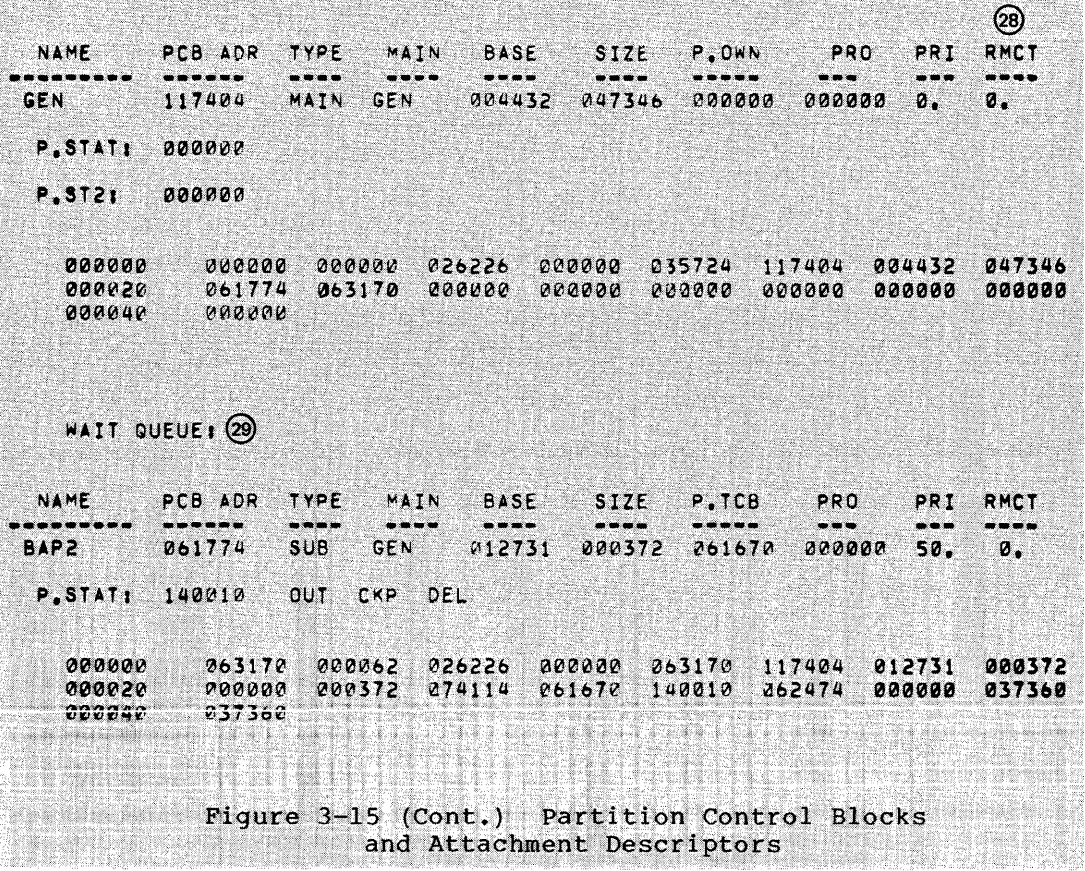 (28)
NAME PCB ADR TYPE MAIN BASE SIZE P.OWN PRO PRI RMCT
--------- ------- ---- ---- ---- ---- ----- --- --- ----
GEN 117404 MAIN GEN 004432 047346 000000 000000 0. 0.
P.STAT: 000000
P.ST2: 000000
000000 000000 000000 026226 000000 035724 117404 004432 047346
000020 061774 063170 000000 000000 000000 000000 000000 000000
000040 000000
WAIT QUEUE: (29)
NAME PCB ADR TYPE MAIN BASE SIZE P.TCB PRO PRI RMCT
--------- ------- ---- ---- ---- ---- ----- --- --- ----
BAP2 061774 SUB GEN 012731 000372 061670 000000 50. 0.
P.STAT: 140010 OUT CKP DEL
000000 063170 000062 026226 000000 063170 117404 012731 000372
000020 000000 000372 074114 061670 140010 062474 000000 037360
000040 037360
Figure 3-15 (Cont.) Partition Control Blocks
and Attachment Descriptors